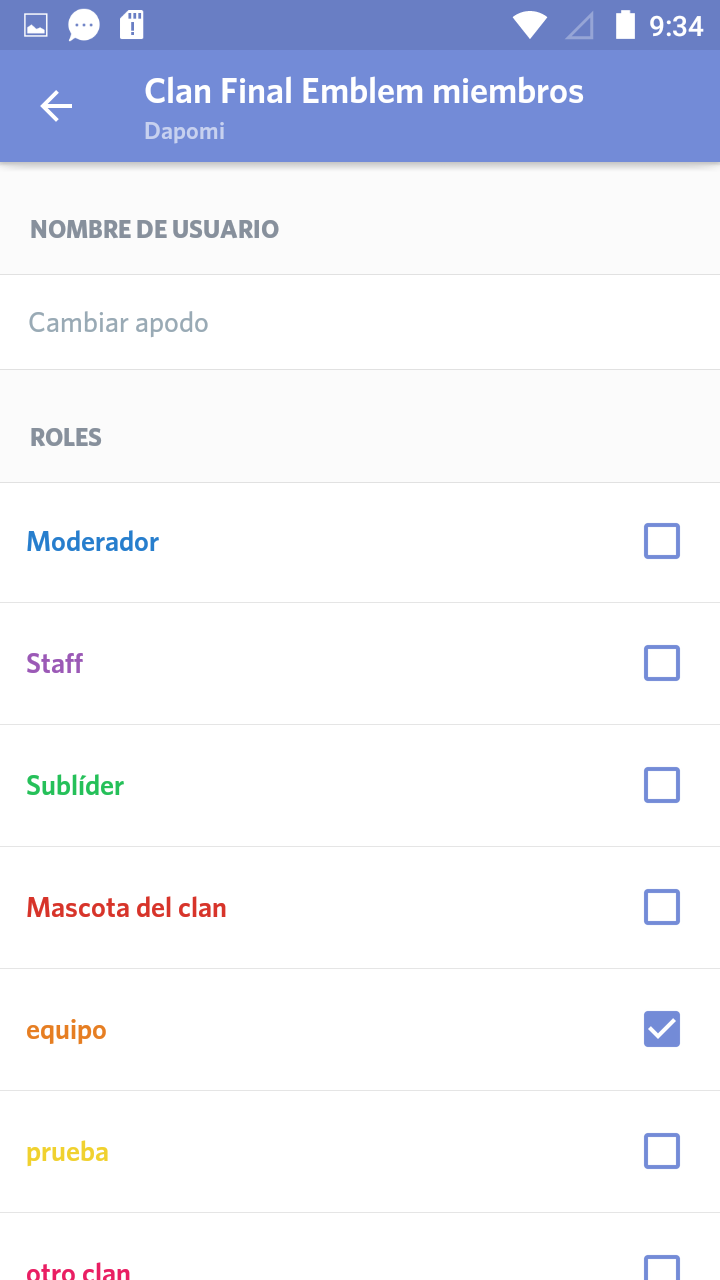 9:34
Clan Final Emblem miembros
Dapomi
NOMBRE DE USUARIO
Cambiar apodo
ROLES
Moderador
Staff
Sublíder
Mascota del clan
equipo
prueba
otro clan